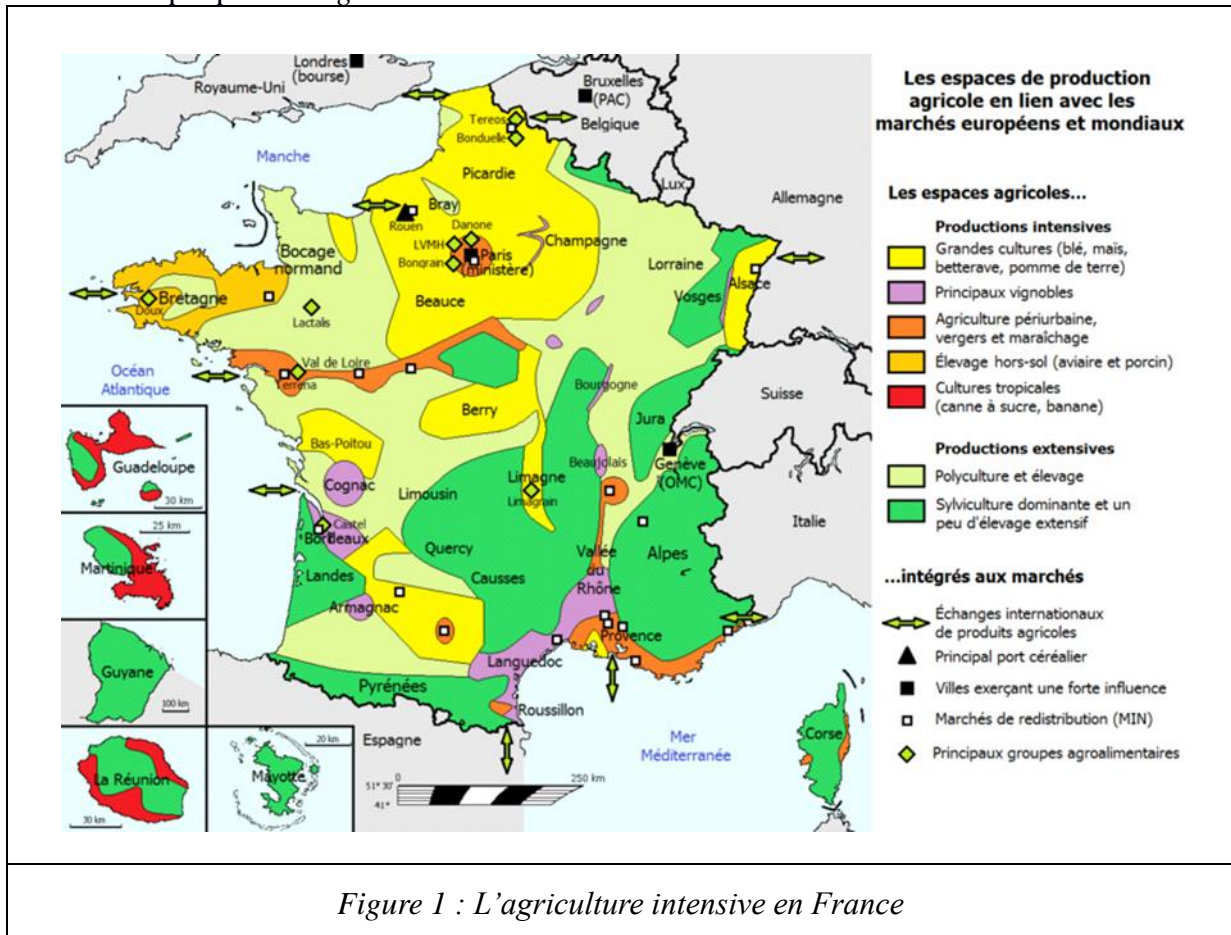 Londres
(bourse)
Royaume-Uni
Bruxelles
(PAC)
Belgique
Tereos
Bonduelle
Manche
Picardie
Lux.
Allemagne
Bray
Rouen
Danone
LVMH
Bongrain
Paris
(ministère)
Champagne
Bocage
normand
Lorraine
Vosges
Alsace
Bretagne
Doux
Beauce
Lactalis
Océan
Atlantique
Val de Loire
Terrena
Bourgogne
Suisse
Berry
Jura
Bas-Poitou
Beaujolais
Genève
(OMC)
Cognac
Limousin
Limagne
Limagrain
Italie
Castel
Bordeaux
Quercy
Vallée
du
Rhône
Alpes
Landes
Causses
Armagnac
Provence
Languedoc
Pyrénées
Roussillon
Espagne
Mer
Méditerranée
Corse
Guadeloupe
30 km
25 km
Martinique
Guyane
100 km
La Réunion
30 km
20 km
Mayotte
0
250 km
51° 30'
41°
Les espaces de production
agricole en lien avec les
marchés européens et mondiaux
Les espaces agricoles...
Productions intensives
Grandes cultures (blé, maïs,
betterave, pomme de terre)
Principaux vignobles
Agriculture périurbaine,
vergers et maraîchage
Élevage hors-sol (aviaire et porcin)
Cultures tropicales
(canne à sucre, banane)
Productions extensives
Polyculture et élevage
Sylviculture dominante et un
peu d'élevage extensif
...intégrés aux marchés
Échanges internationaux
de produits agricoles
Principal port céréalier
Villes exerçant une forte influence
Marchés de redistribution (MIN)
Principaux groupes agroalimentaires
Figure 1 : L'agriculture intensive en France